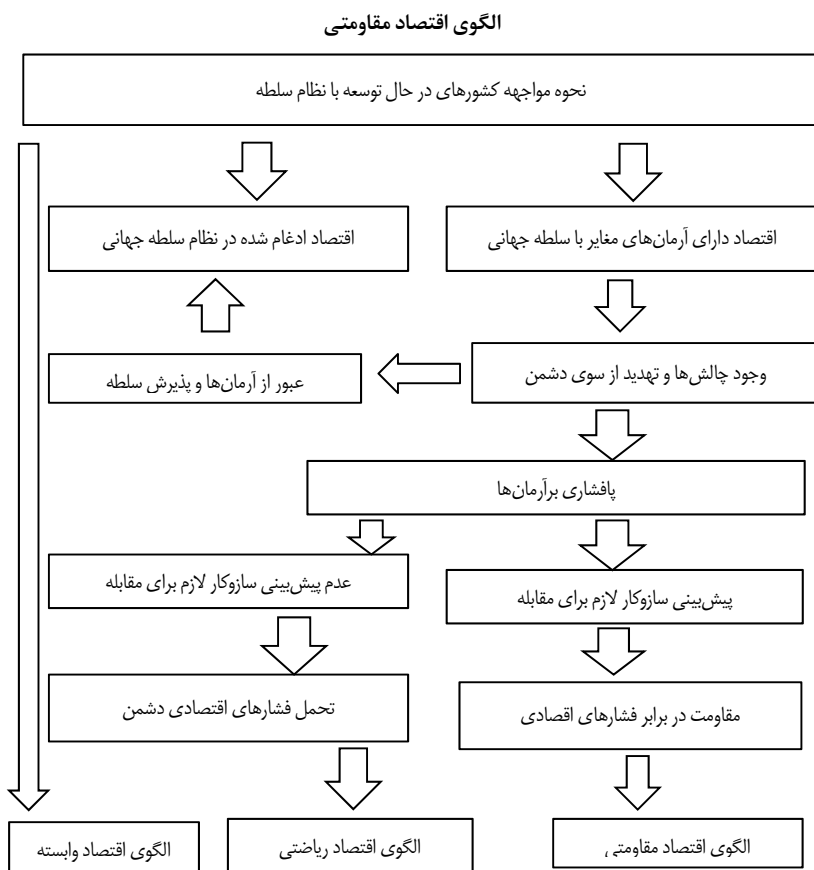 الگوی اقتصاد مقاومتی
نحوه مواجهه کشورهای در حال توسعه با نظام سلطه
اقتصاد دارای آرمان‌های مغایر با سلطه جهانی
اقتصاد ادغام شده در نظام سلطه جهانی
وجود چالش‌ها و تهدید از سوی دشمن
عبور از آرمان‌ها و پذیرش سلطه
پافشاری برآرمان‌ها
پیش‌بینی سازوکار لازم برای مقابله
عدم پیش‌بینی سازوکار لازم برای مقابله
مقاومت در برابر فشارهای اقصادی
تحمل فشارهای اقتصادی دشمن
الگوی اقتصاد مقاومتی
الگوی اقتصاد ریاضتی
الگوی اقتصاد وابسته